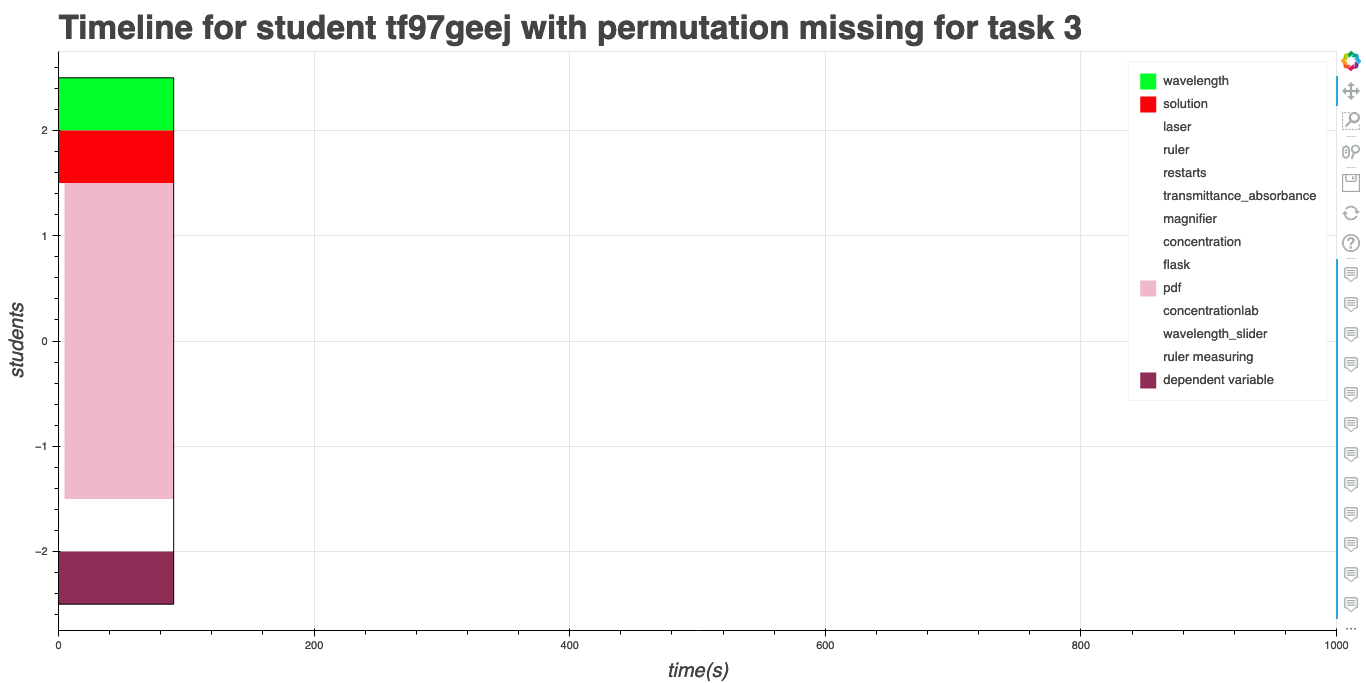 Timeline for student tf97geej with permutation missing for task 3
wavelength
solution
laser
ruler
restarts
transmittance_absorbance
magnifier
concentration
flask
pdf
concentrationlab
wavelength_slider
ruler measuring
dependent variable
students
2
1
0
−1
−2
0
200
400
600
800
1000
time(s)